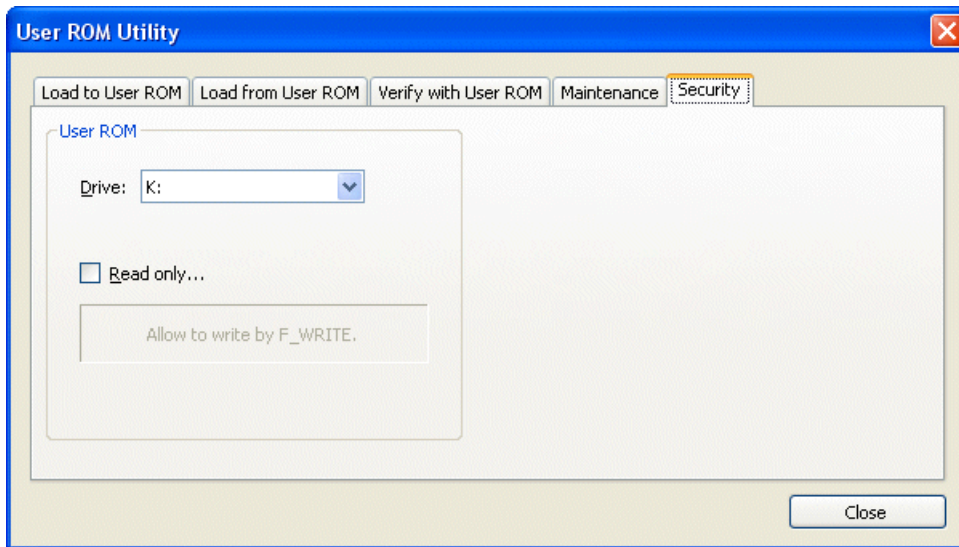 User ROM Utility
Load to User ROM Load from User ROM Verify with User ROM Maintenance Security
User ROM
Drive: K:
Read only...
Allow to write by F_WRITE.
Close